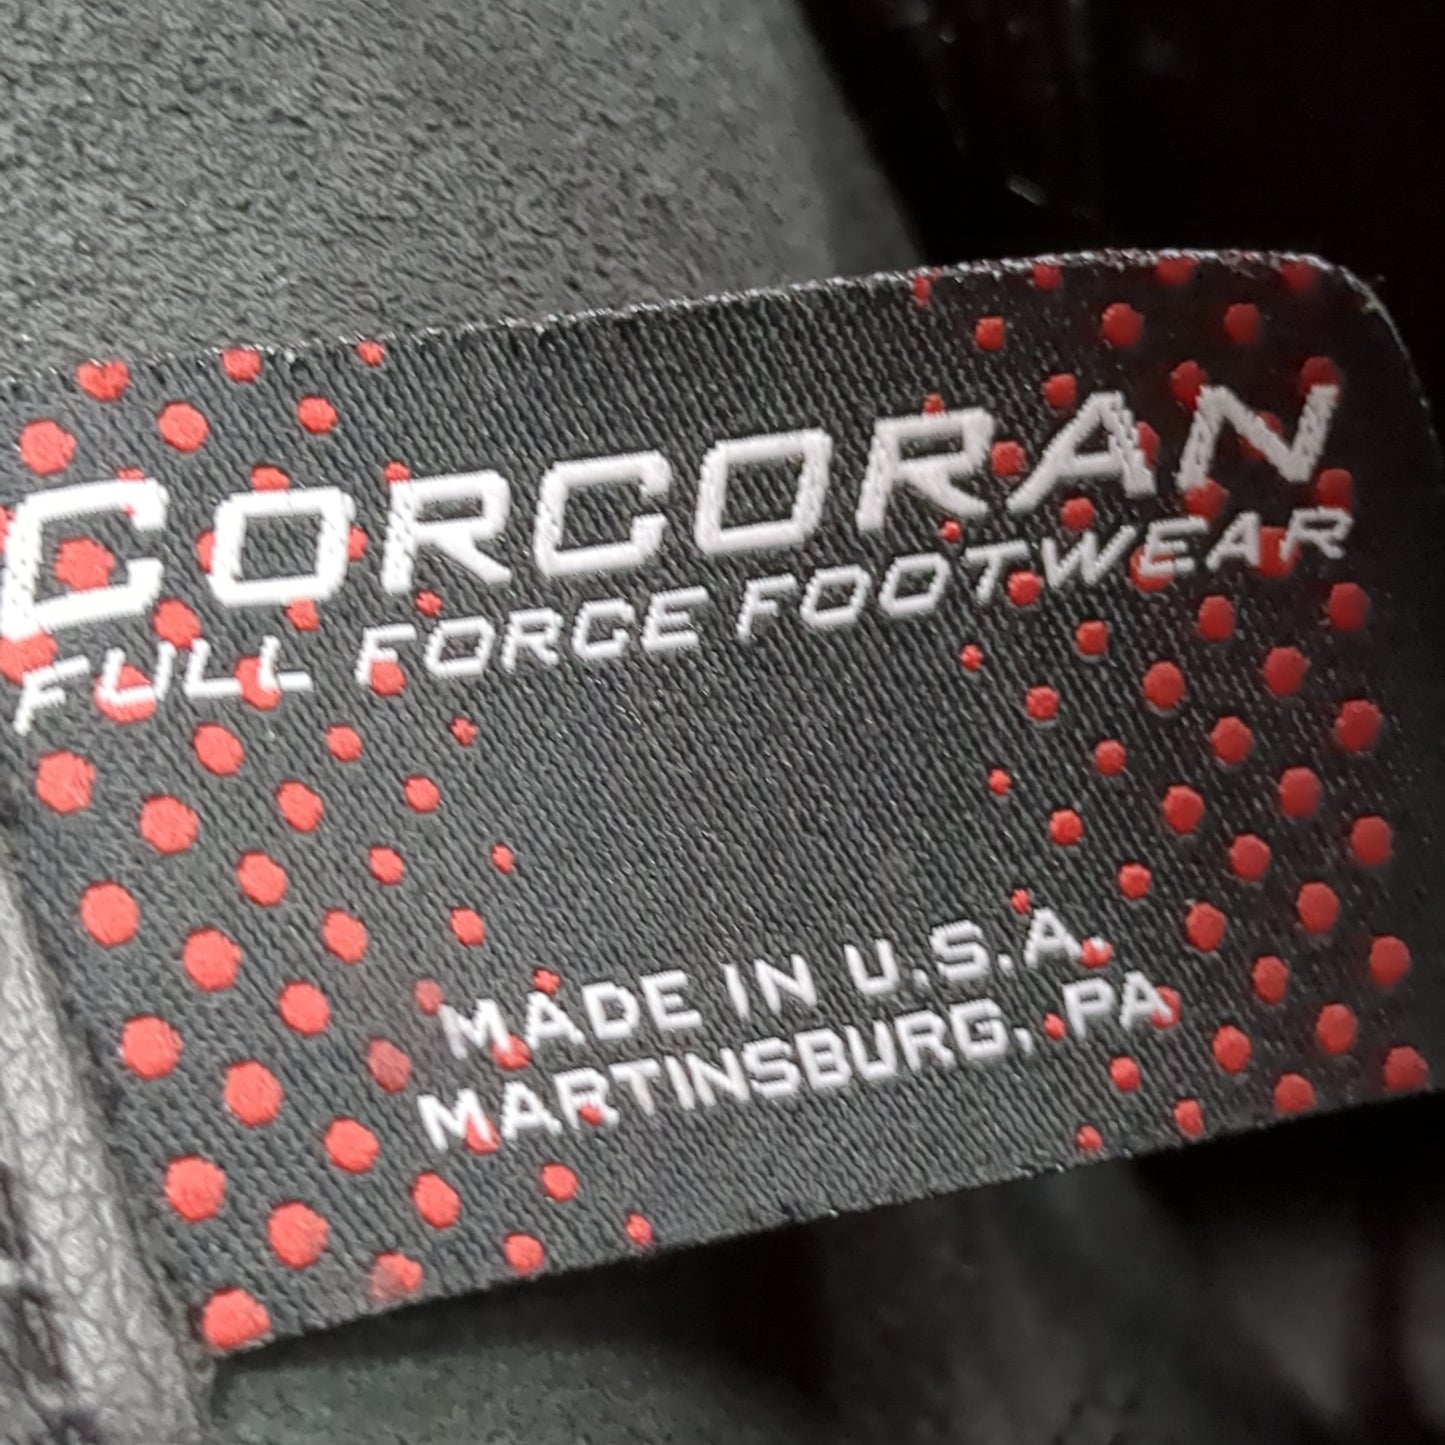 CORCORAN
FULL FORCE FOOTWEAR
MADE IN U.S.A.
MARTINSBURG, PA